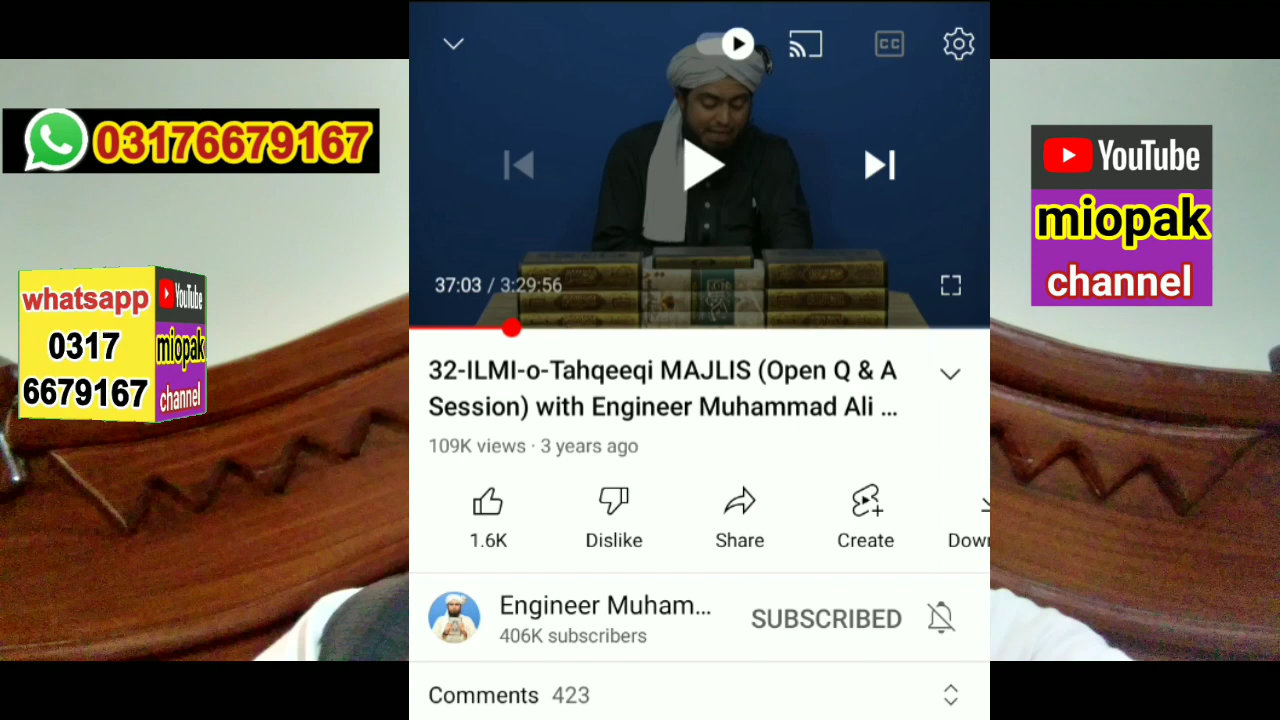 03176679167
whatsapp
0317
6679167
YouTube
miopak
channel
CC
37:03 / 3:29:56
32-ILMI-o-Tahqeeqi MAJLIS (Open Q & A
Session) with Engineer Muhammad Ali ...
109K views · 3 years ago
1.6K
Dislike
Share
Create
Down
Engineer Muham...
406K subscribers
SUBSCRIBED
Comments 423
YouTube
miopak
channel